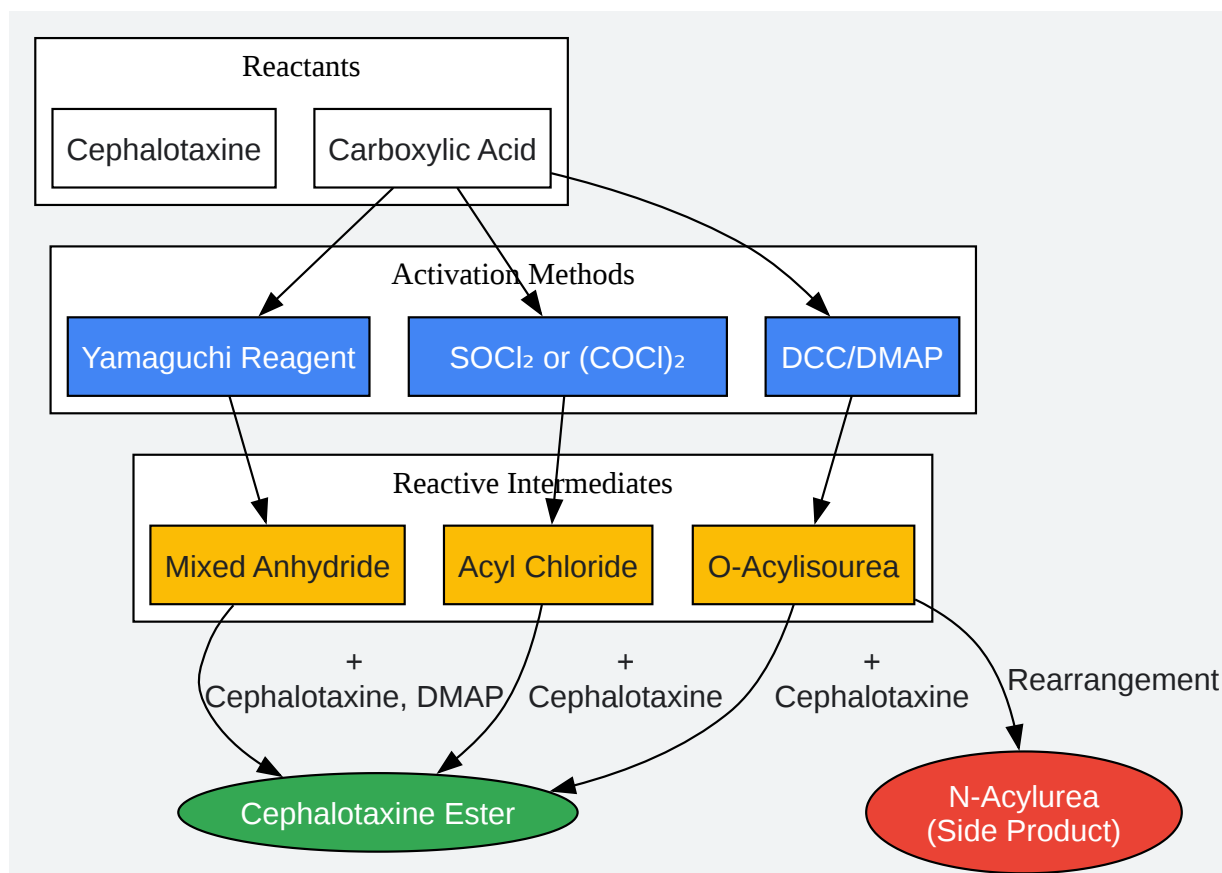 Reactants
Cephalotaxine
Carboxylic Acid
Activation Methods
Yamaguchi Reagent
SOCl₂ or (COCl)₂
DCC/DMAP
Reactive Intermediates
Mixed Anhydride
Acyl Chloride
O-Acylisourea
+
Cephalotaxine, DMAP
+
Cephalotaxine
+
Cephalotaxine
Rearrangement
Cephalotaxine Ester
N-Acylurea
(Side Product)